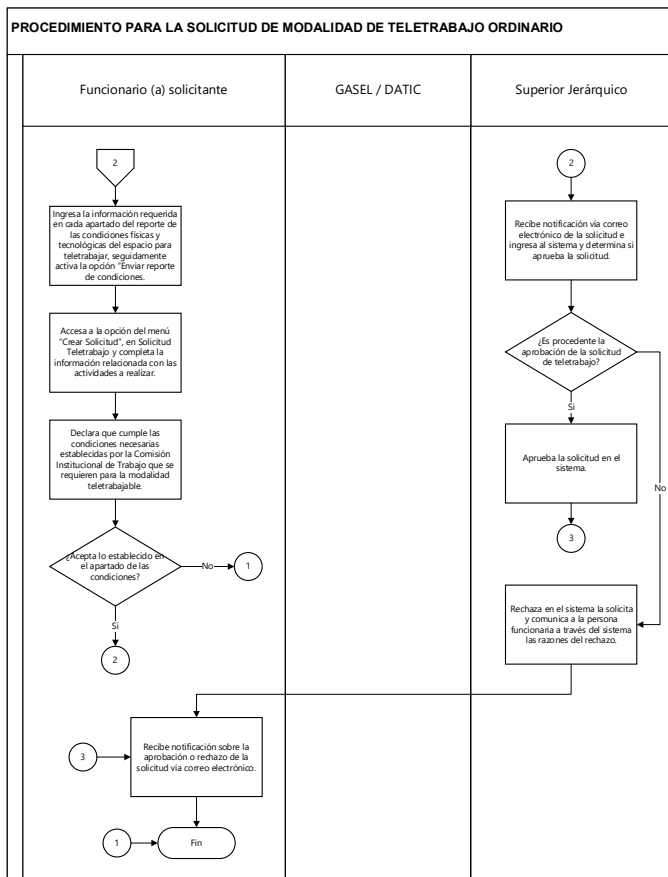 PROCEDIMIENTO PARA LA SOLICITUD DE MODALIDAD DE TELETRABAJO ORDINARIO
Funcionario (a) solicitante
GASEL / DATIC
Superior Jerárquico
2
Ingresa la información requerida
en cada apartado del reporte de
las condiciones físicas y
tecnológicas del espacio para
teletrabajar, seguidamente
activa la opción "Enviar reporte
de condiciones.
Accesa a la opción del menú
"Crear Solicitud", en Solicitud
Teletrabajo y completa la
información relacionada con las
actividades a realizar.
Declara que cumple las
condiciones necesarias
establecidas por la Comisión
Institucional de Trabajo que se
requieren para la modalidad
teletrabajable.
¿Acepta lo establecido en
el apartado de las
condiciones?
No
1
Si
2
2
Recibe notificación vía correo
electrónico de la solicitud e
ingresa al sistema y determina si
aprueba la solicitud.
¿Es procedente la
aprobación de la solicitud
de teletrabajo?
Si
No
Aprueba la solicitud en el
sistema.
3
Rechaza en el sistema la solicita
y comunica a la persona
funcionaria a través del sistema
las razones del rechazo.
3
Recibe notificación sobre la
aprobación o rechazo de la
solicitud vía correo electrónico.
1
Fin